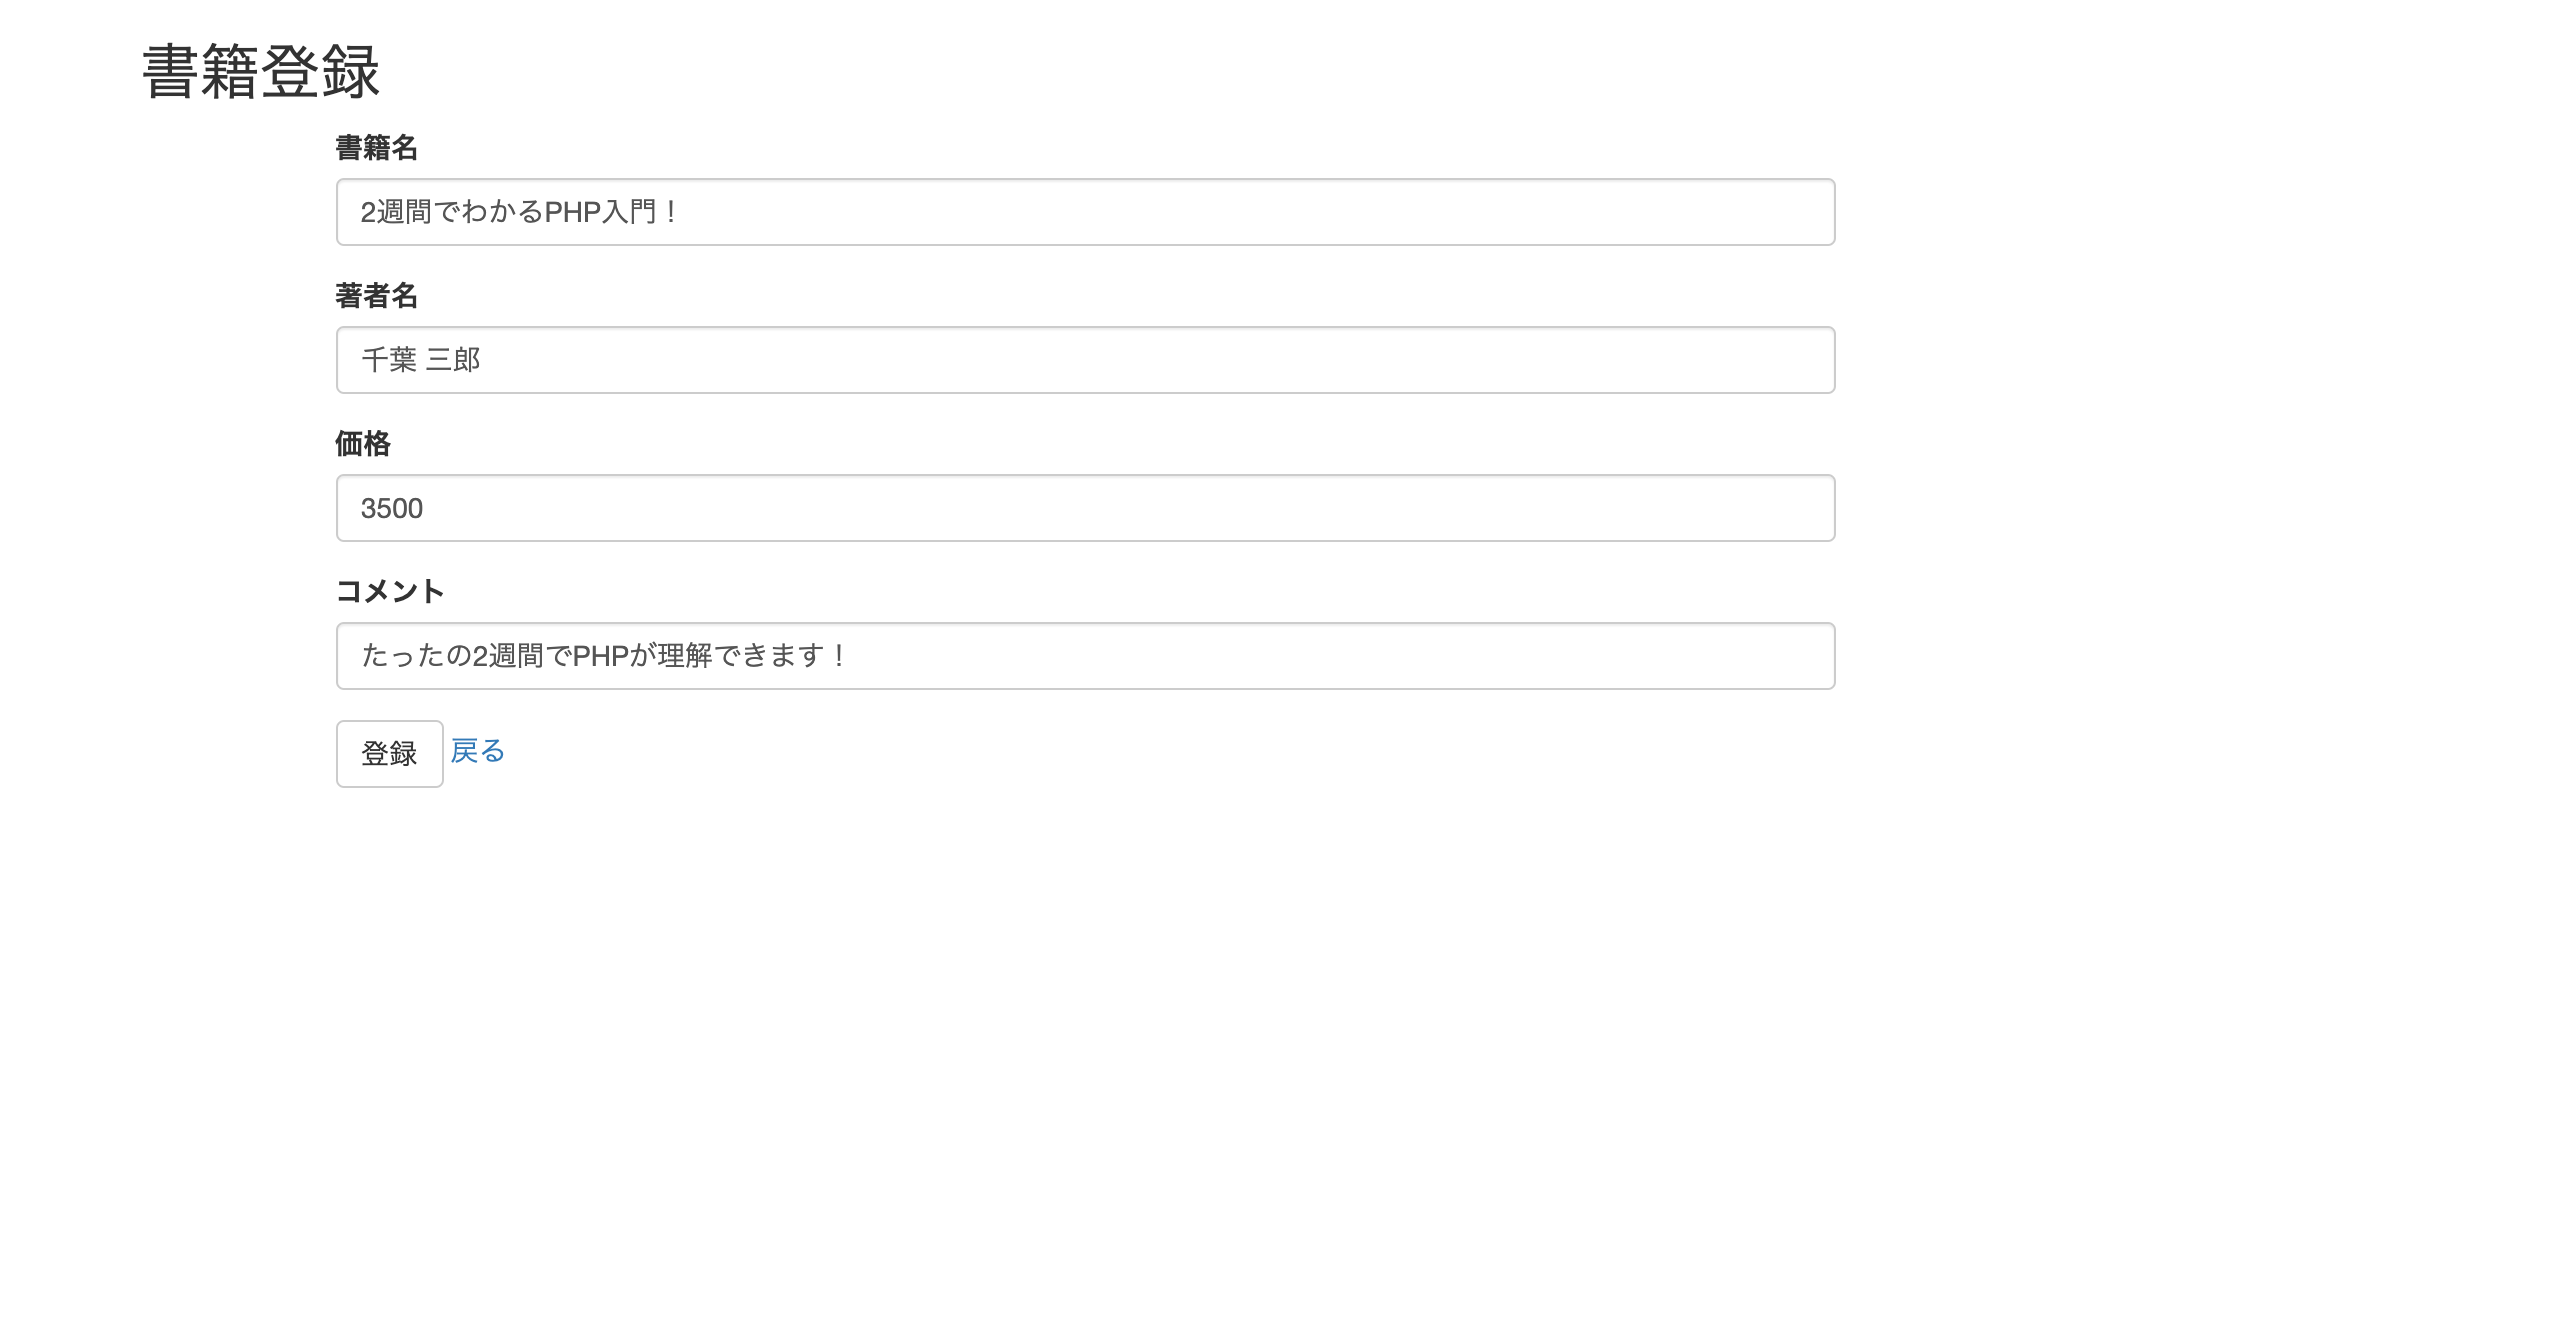 書籍登録
書籍名
2週間でわかるPHP入門！
著者名
千葉 三郎
価格
3500
コメント
たったの2週間でPHPが理解できます！
登録 戻る